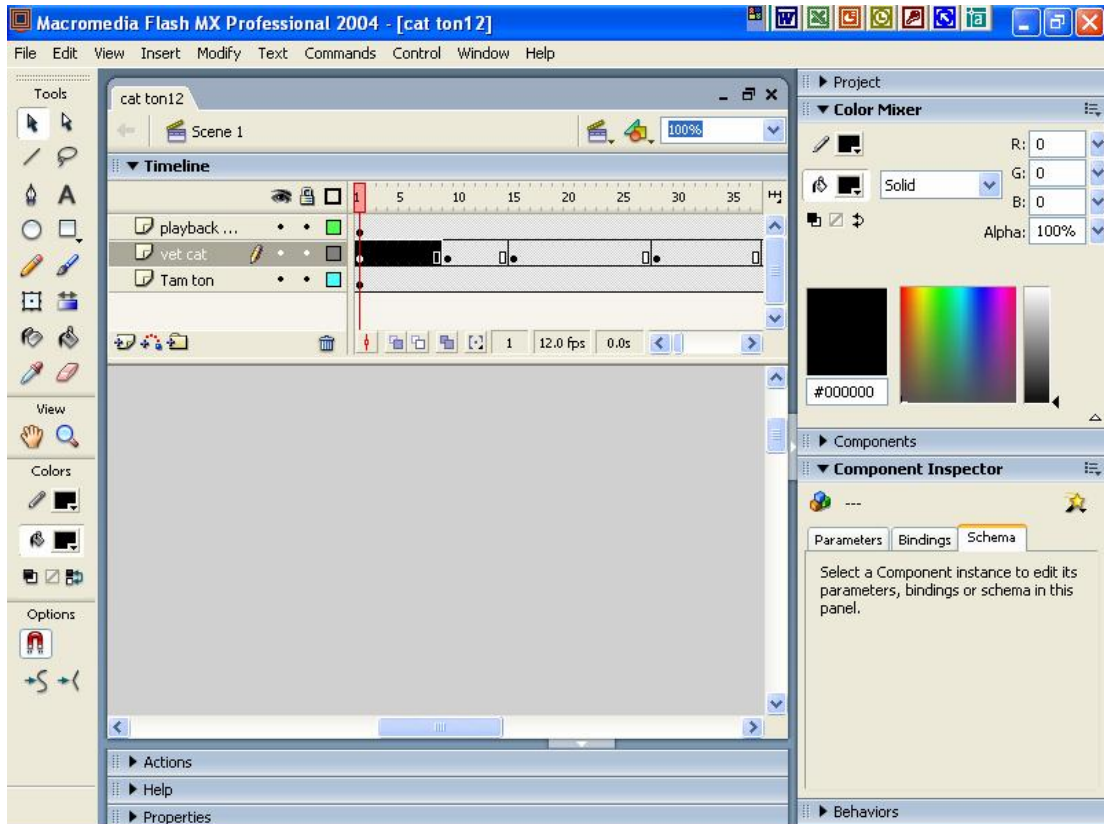 Macromedia Flash MX Professional 2004 - [cat ton12]
File Edit View Insert Modify Text Commands Control Window Help
Tools
View
Colors
Options
cat ton12
Scene 1
100%
Timeline
1 5 10 15 20 25 30 35
playback ...
vet cat
Tam ton
1 12.0 fps 0.0s
Actions
Help
Properties
Project
Color Mixer
R: 0
Solid
G: 0
B: 0
Alpha: 100%
#000000
Components
Component Inspector
---
Parameters Bindings Schema
Select a Component instance to edit its
parameters, bindings or schema in this
panel.
Behaviors